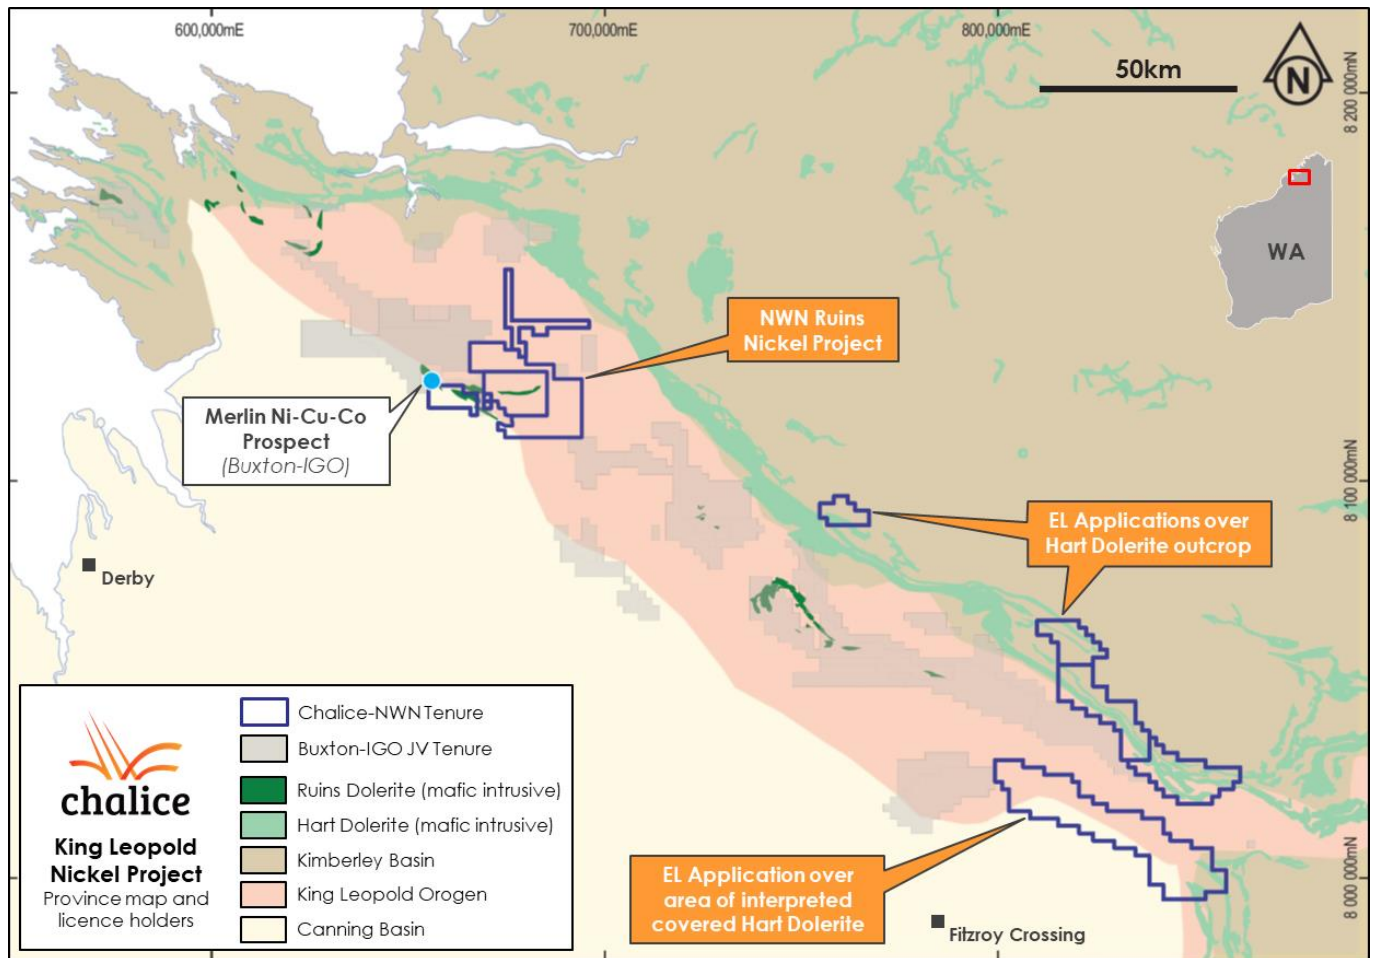 600,000mE
700,000mE
800,000mE
50km
N
8 200 000mN
WA
NWN Ruins
Nickel Project
Merlin Ni-Cu-Co
Prospect
(Buxton-IGO)
8 100 000mN
EL Applications over
Hart Dolerite outcrop
Derby
chalice
King Leopold
Nickel Project
Province map and
licence holders
Chalice-NWN Tenure
Buxton-IGO JV Tenure
Ruins Dolerite (mafic intrusive)
Hart Dolerite (mafic intrusive)
Kimberley Basin
King Leopold Orogen
Canning Basin
EL Application over
area of interpreted
covered Hart Dolerite
8 000 000mN
Fitzroy Crossing